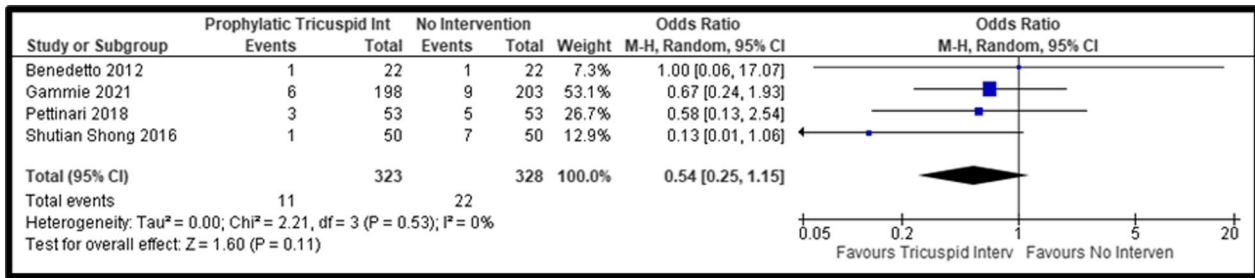 Prophylatic Tricuspid Int No Intervention Odds Ratio Odds Ratio
Study or Subgroup Events Total Events Total Weight M-H, Random, 95% CI M-H, Random, 95% CI
Benedetto 2012 1 22 1 22 7.3% 1.00 [0.06, 17.07]
Gammie 2021 6 198 9 203 53.1% 0.67 [0.24, 1.93]
Pettinari 2018 3 53 5 53 26.7% 0.58 [0.13, 2.54]
Shutian Shong 2016 1 50 7 50 12.9% 0.13 [0.01, 1.06]
Total (95% CI) 323 328 100.0% 0.54 [0.25, 1.15]
Total events 11 22
Heterogeneity: Tau² = 0.00; Chi² = 2.21, df = 3 (P = 0.53); I² = 0%
Test for overall effect: Z = 1.60 (P = 0.11)
0.05 0.2 1 5 20
Favours Tricuspid Interv Favours No Interven